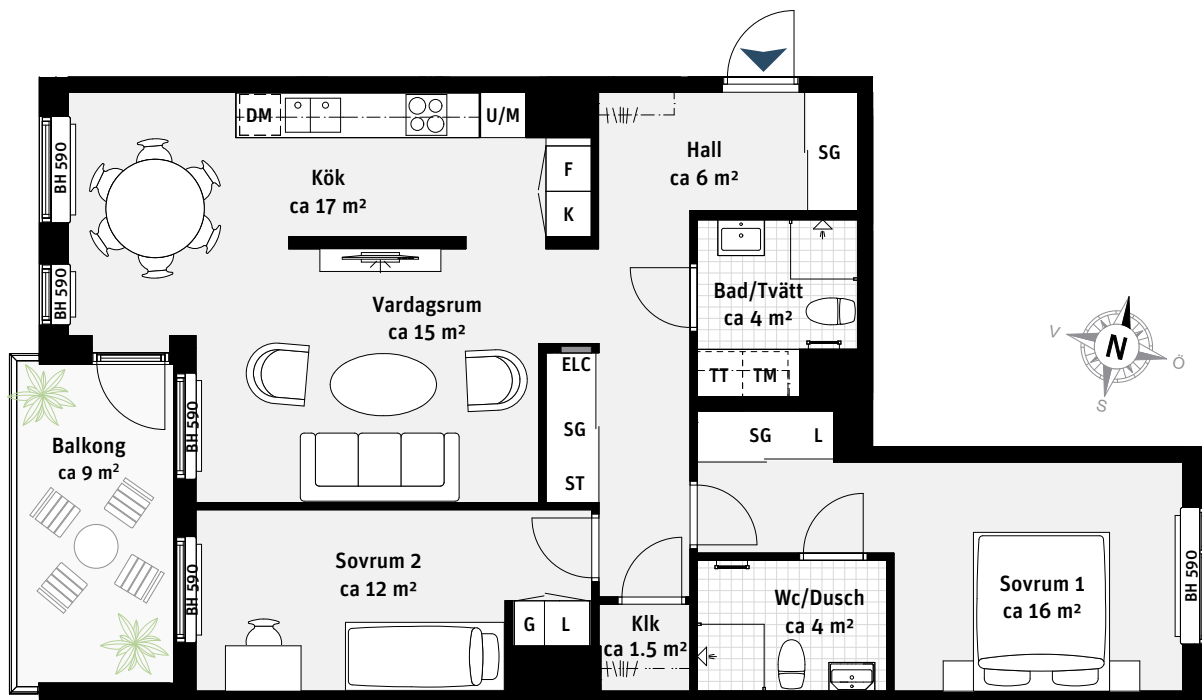 DM
U/M
BH 590
Kök
ca 17 m²
F
K
Hall
ca 6 m²
SG
BH 590
Vardagsrum
ca 15 m²
Bad/Tvätt
ca 4 m²
TT
TM
N
V
Ö
S
ELC
SG
ST
BH 590
Balkong
ca 9 m²
SG
L
Sovrum 2
ca 12 m²
BH 590
G
L
Klk
ca 1.5 m²
Wc/Dusch
ca 4 m²
Sovrum 1
ca 16 m²
BH 590